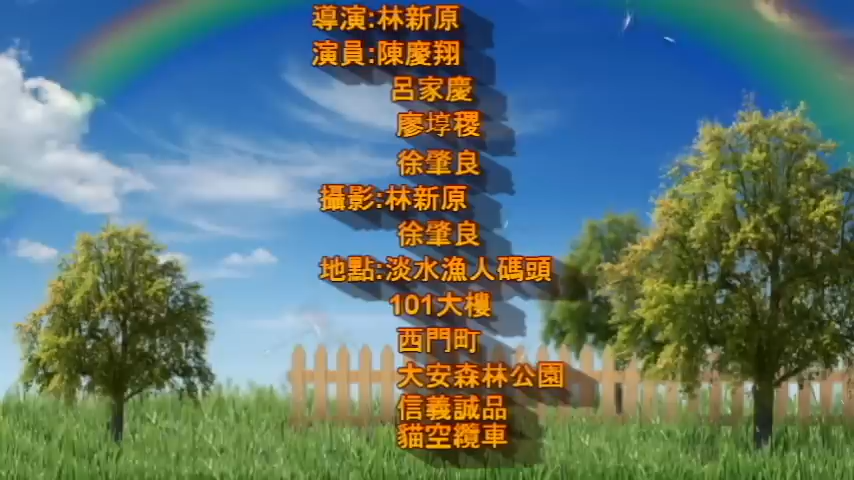 導演:林新原
演員:陳慶翔
呂家慶
廖埻稷
徐肇良
攝影:林新原
徐肇良
地點:淡水漁人碼頭
101大樓
西門町
大安森林公園
信義誠品
貓空纜車